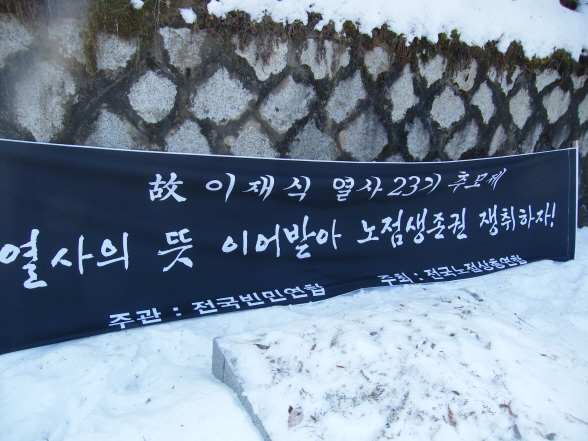 故 이재식 열사 23기 추모제
열사의 뜻 이어받아 노점생존권 쟁취하자!
주관 : 전국빈민연합 주최 : 전국노점상총연합